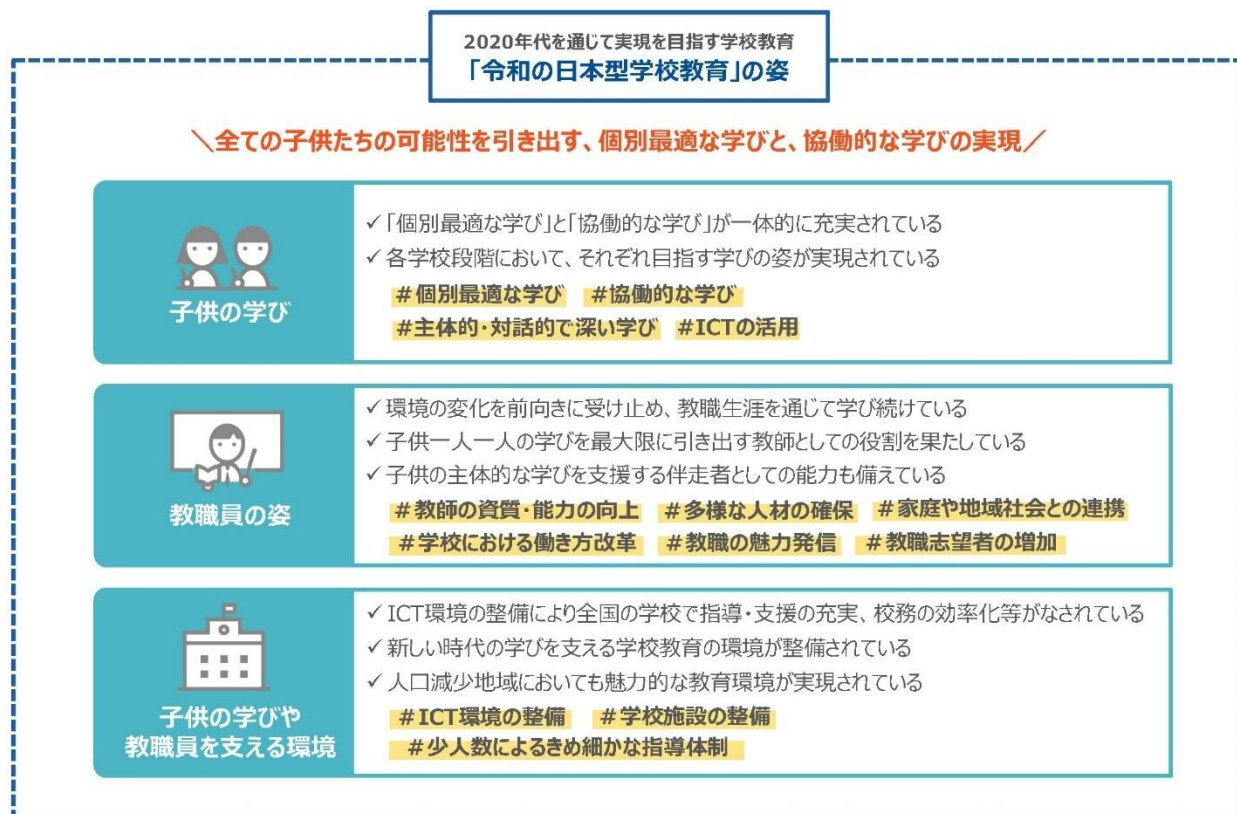 2020年代を通じて実現を目指す学校教育
「令和の日本型学校教育」の姿
＼全ての子供たちの可能性を引き出す、個別最適な学びと、協働的な学びの実現／
子供の学び
✓「個別最適な学び」と「協働的な学び」が一体的に充実されている
✓各学校段階において、それぞれ目指す学びの姿が実現されている
#個別最適な学び #協働的な学び
#主体的・対話的で深い学び #ICTの活用
教職員の姿
✓環境の変化を前向きに受け止め、教職生涯を通じて学び続けている
✓子供一人一人の学びを最大限に引き出す教師としての役割を果たしている
✓子供の主体的な学びを支援する伴走者としての能力も備えている
#教師の資質・能力の向上 #多様な人材の確保 #家庭や地域社会との連携
#学校における働き方改革 #教職の魅力発信 #教職志望者の増加
子供の学びや
教職員を支える環境
✓ICT環境の整備により全国の学校で指導・支援の充実、校務の効率化等がなされている
✓新しい時代の学びを支える学校教育の環境が整備されている
✓人口減少地域においても魅力的な教育環境が実現されている
#ICT環境の整備 #学校施設の整備
#少人数によるきめ細かな指導体制